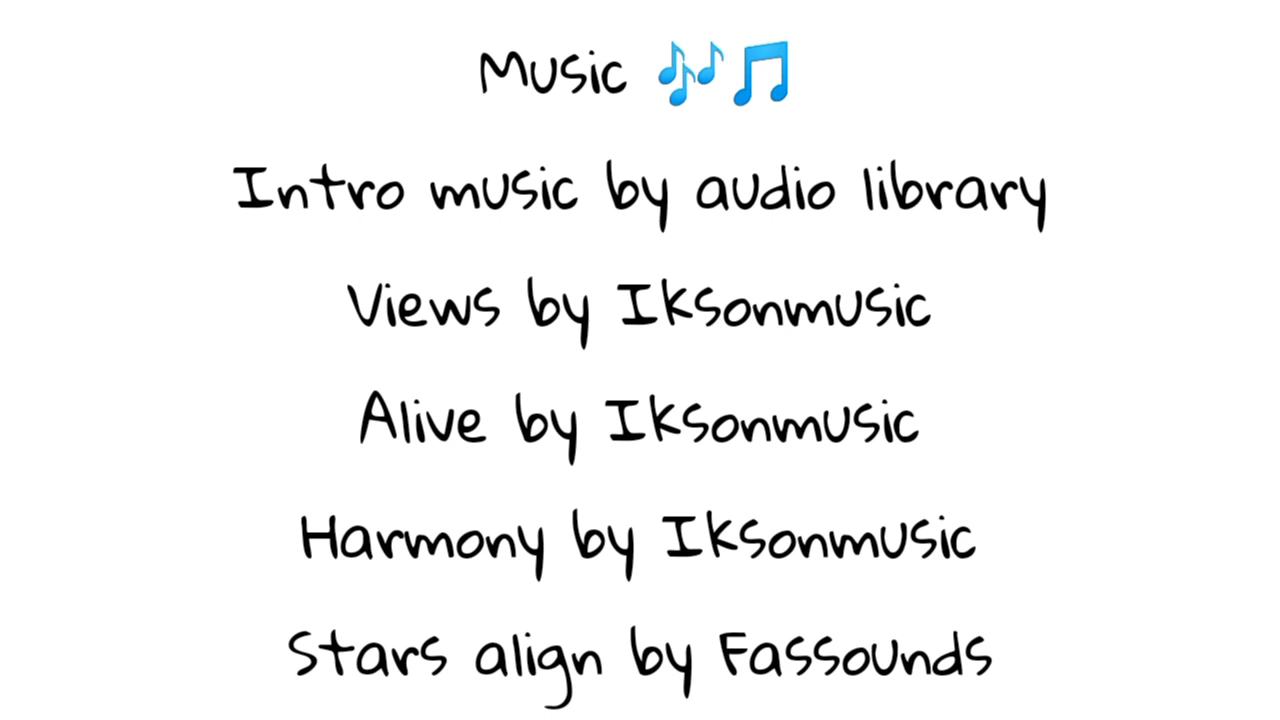 Music 🎶🎵
Intro music by audio library
Views by Iksonmusic
Alive by Iksonmusic
Harmony by Iksonmusic
Stars align by Fassounds